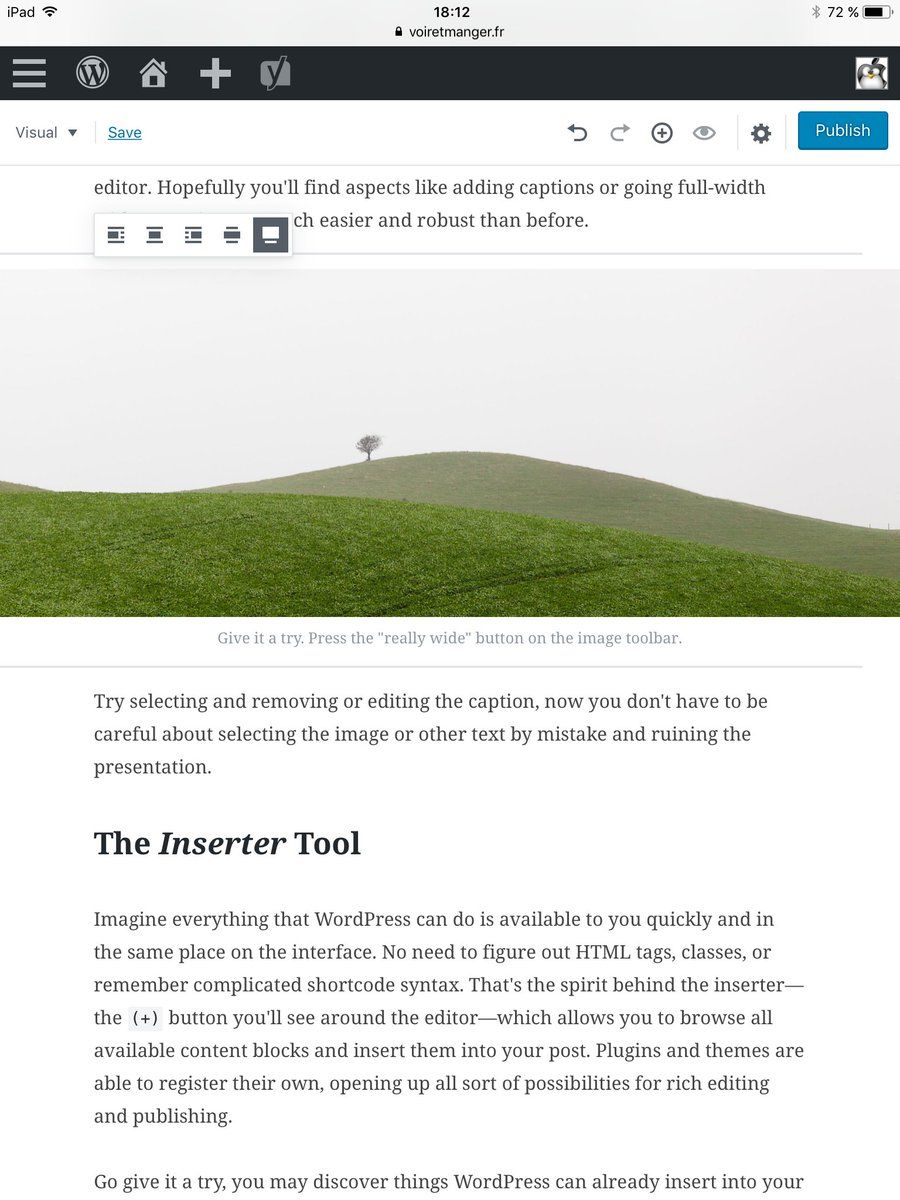 iPad 18:12 72 %
voiretmanger.fr
Visual Save Publish
editor. Hopefully you'll find aspects like adding captions or going full-width
ch easier and robust than before.
Give it a try. Press the "really wide" button on the image toolbar.
Try selecting and removing or editing the caption, now you don't have to be
careful about selecting the image or other text by mistake and ruining the
presentation.
The Inserter Tool
Imagine everything that WordPress can do is available to you quickly and in
the same place on the interface. No need to figure out HTML tags, classes, or
remember complicated shortcode syntax. That's the spirit behind the inserter—
the (+) button you'll see around the editor—which allows you to browse all
available content blocks and insert them into your post. Plugins and themes are
able to register their own, opening up all sort of possibilities for rich editing
and publishing.
Go give it a try, you may discover things WordPress can already insert into your